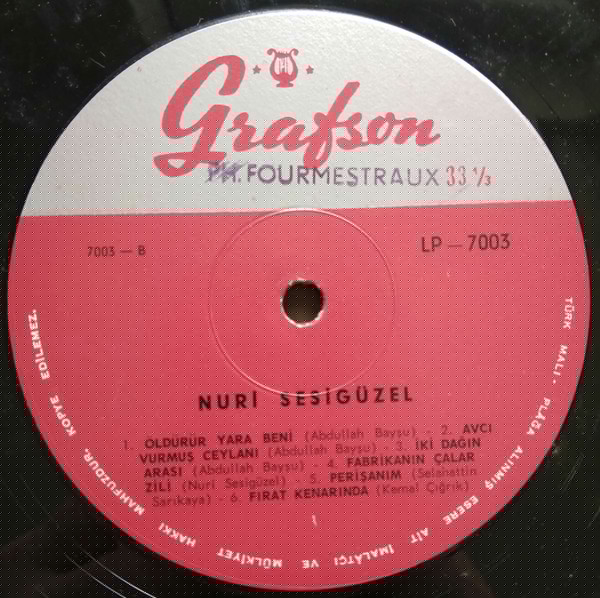 Grafson
PH. FOURMESTRAUX 33 1/3
7003 — B
LP — 7003
NURİ SESİGÜZEL
1. ÖLDÜRÜR YARA BENİ (Abdullah Bayşu) - 2. AVCI
VURMUŞ CEYLANI (Abdullah Bayşu) - 3. İKİ DAĞIN
ARASI (Abdullah Bayşu) - 4. FABRİKANIN ÇALAR
ZİLİ (Nuri Sesigüzel) - 5. PERİŞANIM (Selahattin
Sarıkaya) - 6. FIRAT KENARINDA (Kemal Çığrık)
TÜRK MALI - PLÂĞA ALINMIŞ ESERE AİT İMALÂTÇI VE MÜLKİYET HAKKI MAHFUZDUR. KOPYE EDİLEMEZ.